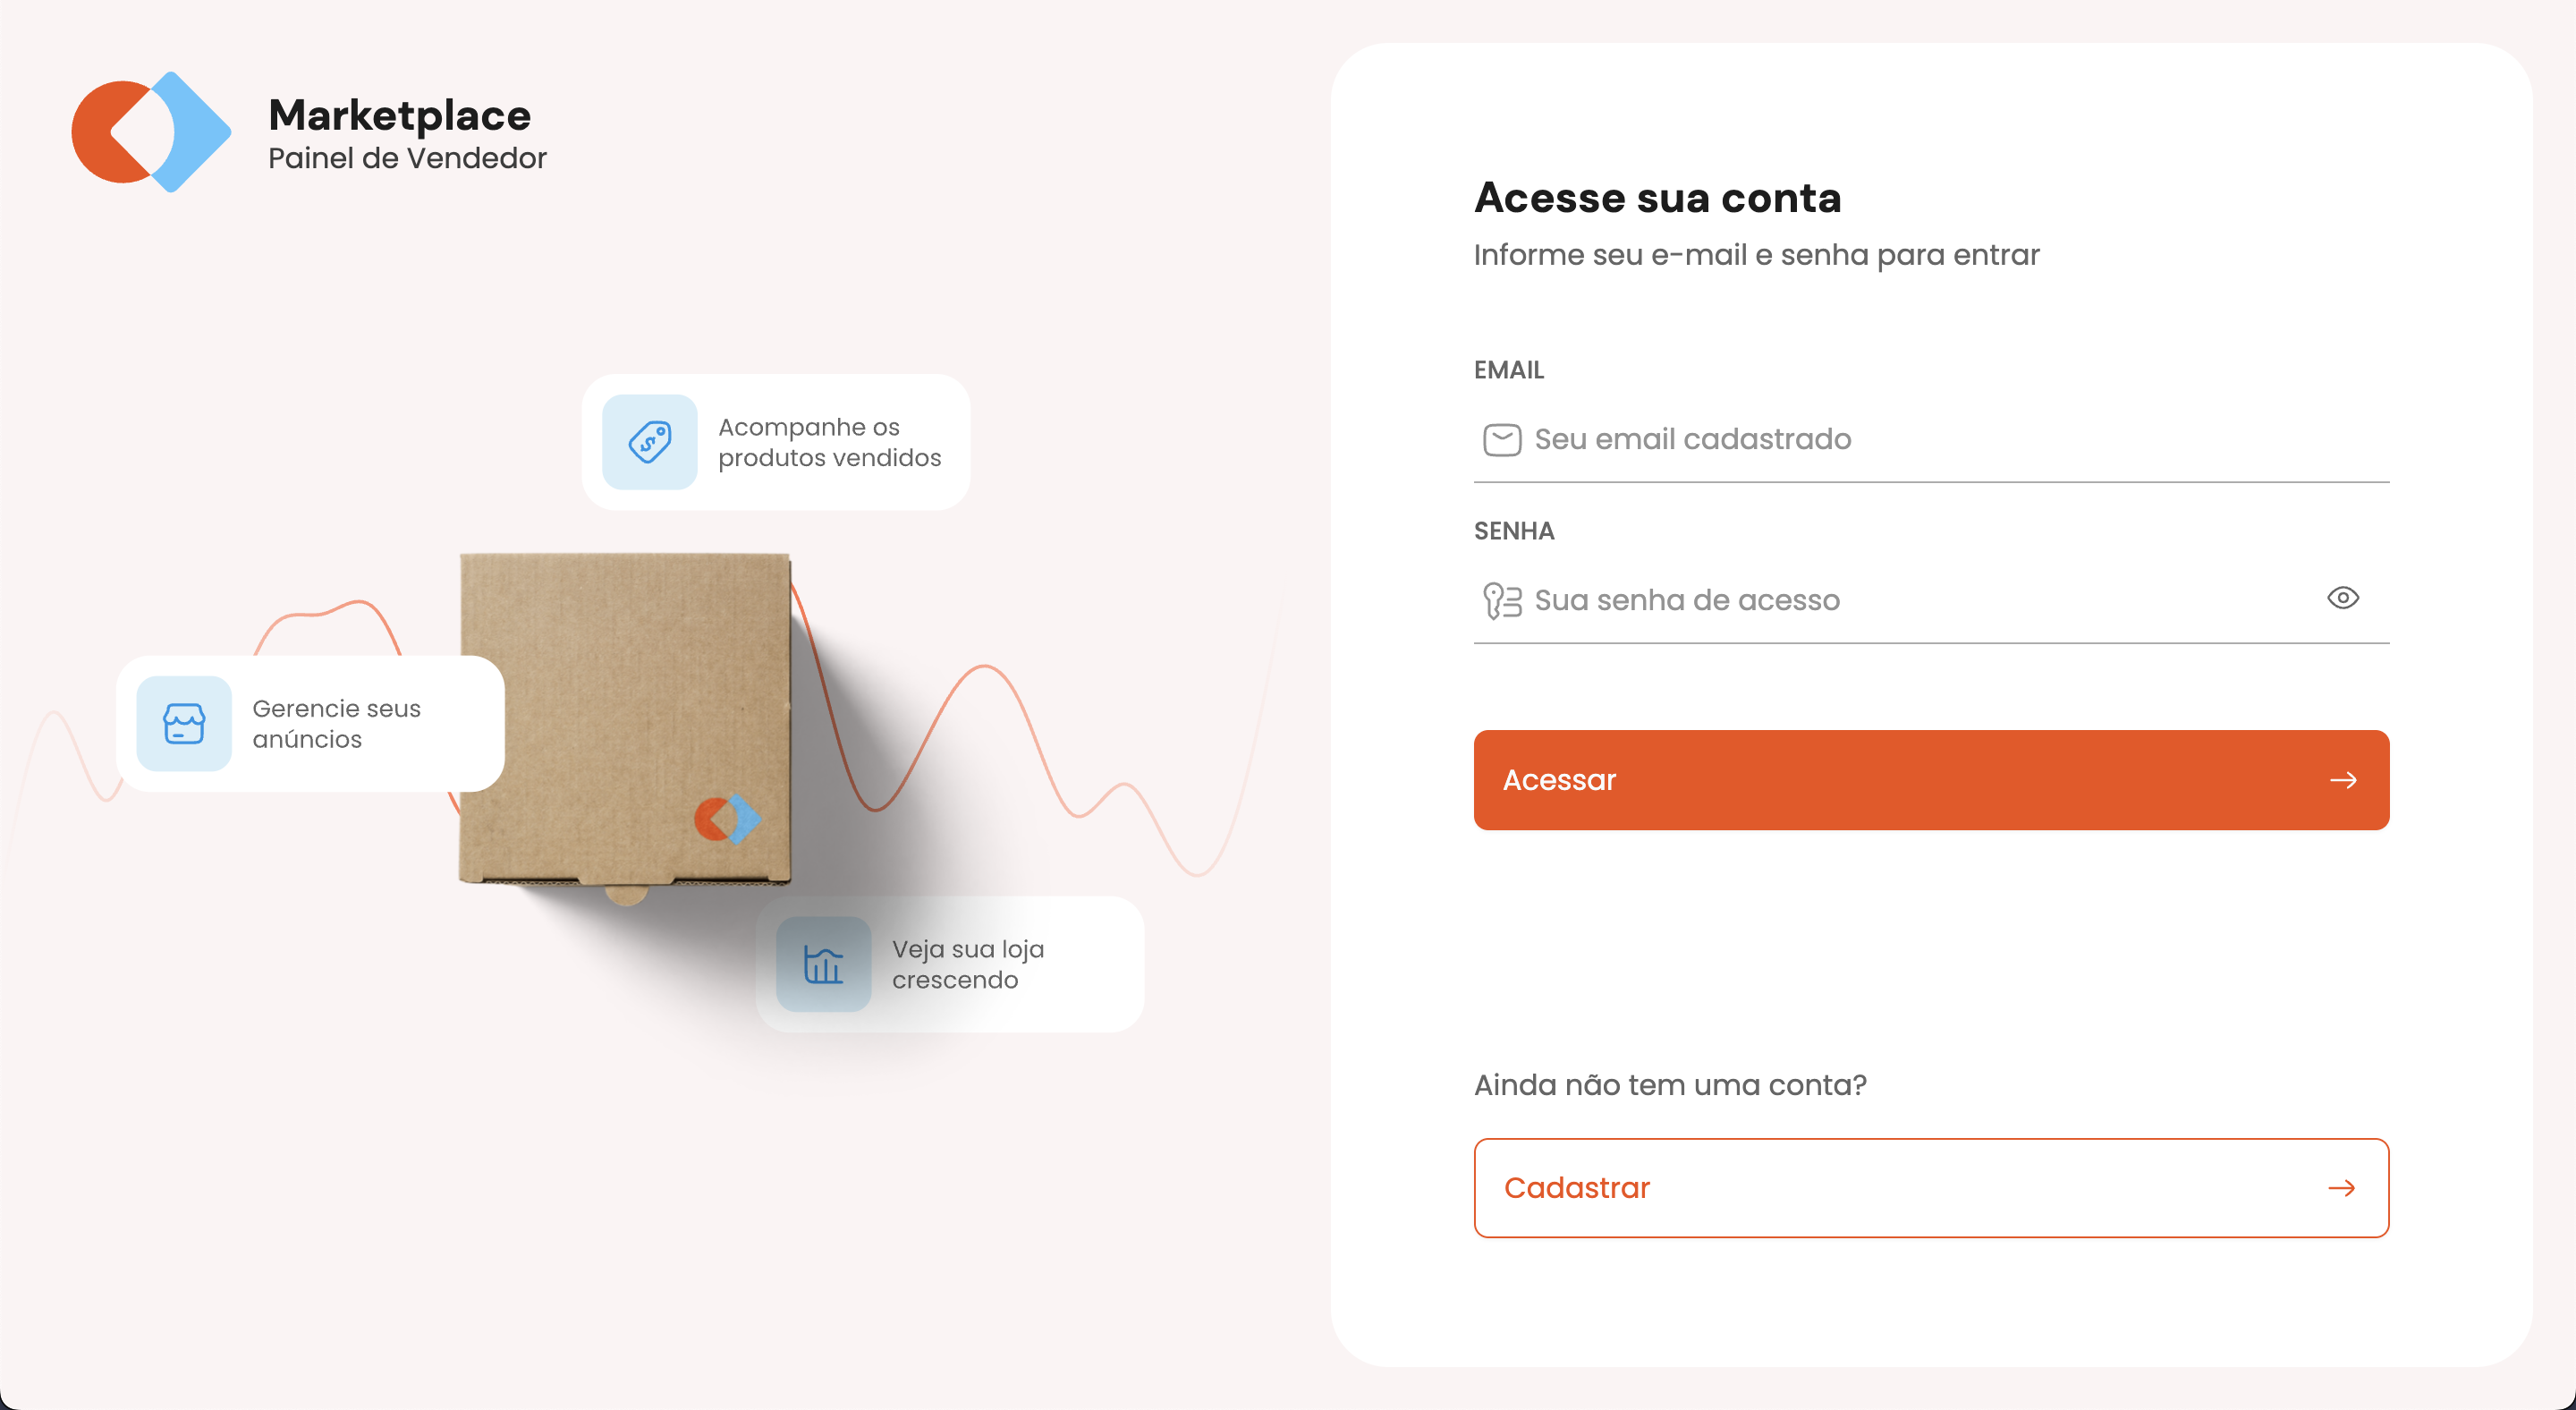 Marketplace
Painel de Vendedor
Acompanhe os
produtos vendidos
Gerencie seus
anúncios
Veja sua loja
crescendo
Acesse sua conta
Informe seu e-mail e senha para entrar
EMAIL
Seu email cadastrado
SENHA
Sua senha de acesso
Acessar
Ainda não tem uma conta?
Cadastrar